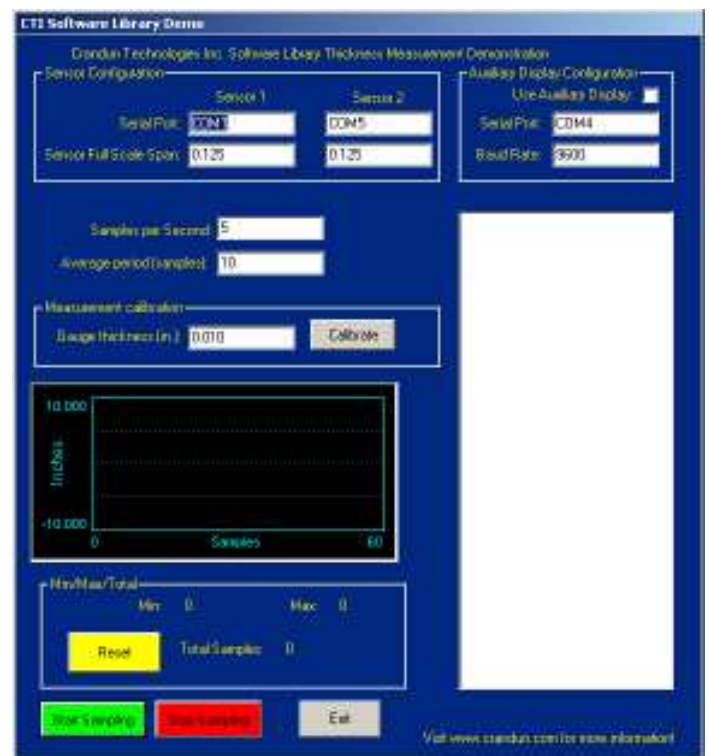 CTI Software Library Demo
Crandun Technologies Inc. Software Library Thickness Measurement Demonstration
Sensor Configuration
Sensor 1
Sensor 2
Serial Port:
COM1
COM5
Sensor Full Scale Span:
0.125
0.125
Auxiliary Display Configuration
Use Auxiliary Display:
Serial Port:
COM4
Baud Rate:
9600
Samples per Second:
5
Average period (samples):
10
Measurement calibration
Gauge thickness (in.):
0.010
Calibrate
10.000
Inches
-10.000
0
Samples
60
Min/Max/Total
Min:
0
Max:
0
Reset
Total Samples:
0
Start Sampling
Stop Sampling
Exit
Visit www.crandun.com for more information!